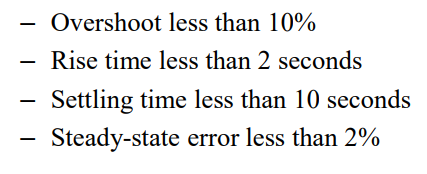 – Overshoot less than 10%
– Rise time less than 2 seconds
– Settling time less than 10 seconds
– Steady-state error less than 2%